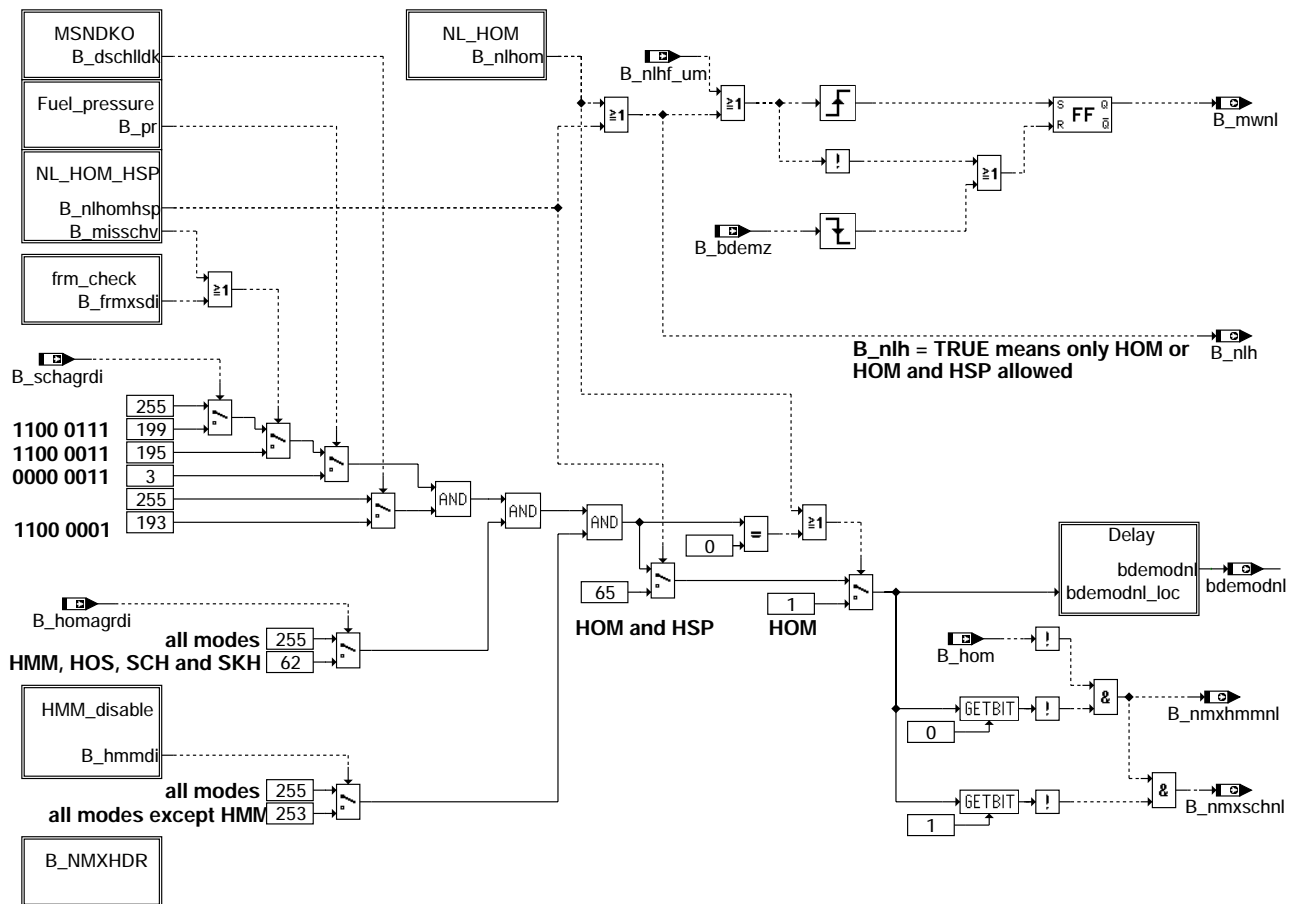 MSNDKO
B_dschlldk
NL_HOM
B_nlhom
B_nlhf_um
Fuel_pressure
B_pr
≧1
≧1
S Q
R Q̅
FF
B_mwnl
!
≧1
NL_HOM_HSP
B_nlhomhsp
B_misschv
B_bdemz
frm_check
B_frmxsdi
≧1
B_nlh = TRUE means only HOM or
HOM and HSP allowed
B_nlh
B_schagrdi
255
1100 0111 199
1100 0011 195
0000 0011 3
255
1100 0001 193
AND
AND
AND
0
=
≧1
65
HOM and HSP
1
HOM
Delay
bdemodnl
bdemodnl_loc
bdemodnl
B_homagrdi
all modes 255
HMM, HOS, SCH and SKH 62
B_hom
!
&
B_nmxhmmnl
GETBIT
!
0
HMM_disable
B_hmmdi
all modes 255
all modes except HMM 253
GETBIT
!
1
&
B_nmxschnl
B_NMXHDR